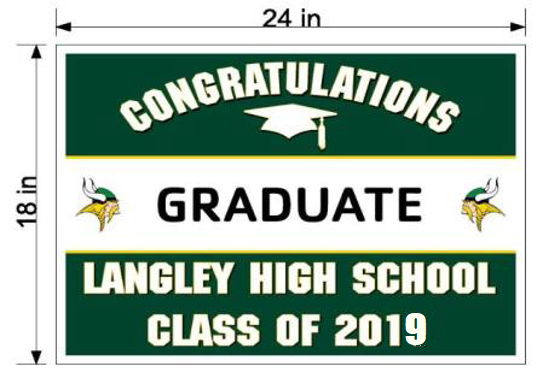 24 in
18 in
CONGRATULATIONS
GRADUATE
LANGLEY HIGH SCHOOL
CLASS OF 2019